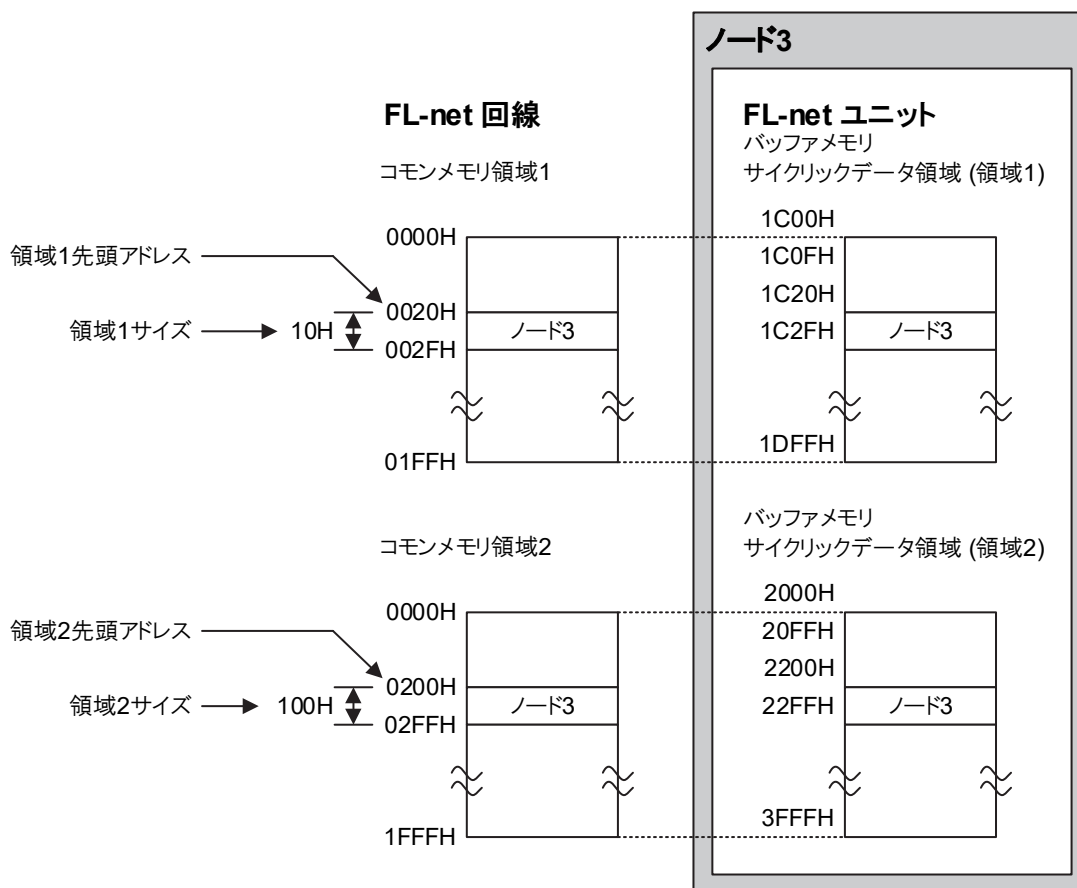 ノード3
FL-net 回線
FL-net ユニット
バッファメモリ
サイクリックデータ領域 (領域1)
コモンメモリ領域1
領域1先頭アドレス
領域1サイズ
10H
0000H
0020H
002FH
01FFH
ノード3
1C00H
1C0FH
1C20H
1C2FH
1DFFH
ノード3
コモンメモリ領域2
バッファメモリ
サイクリックデータ領域 (領域2)
領域2先頭アドレス
領域2サイズ
100H
0000H
0200H
02FFH
1FFFH
ノード3
2000H
20FFH
2200H
22FFH
3FFFH
ノード3